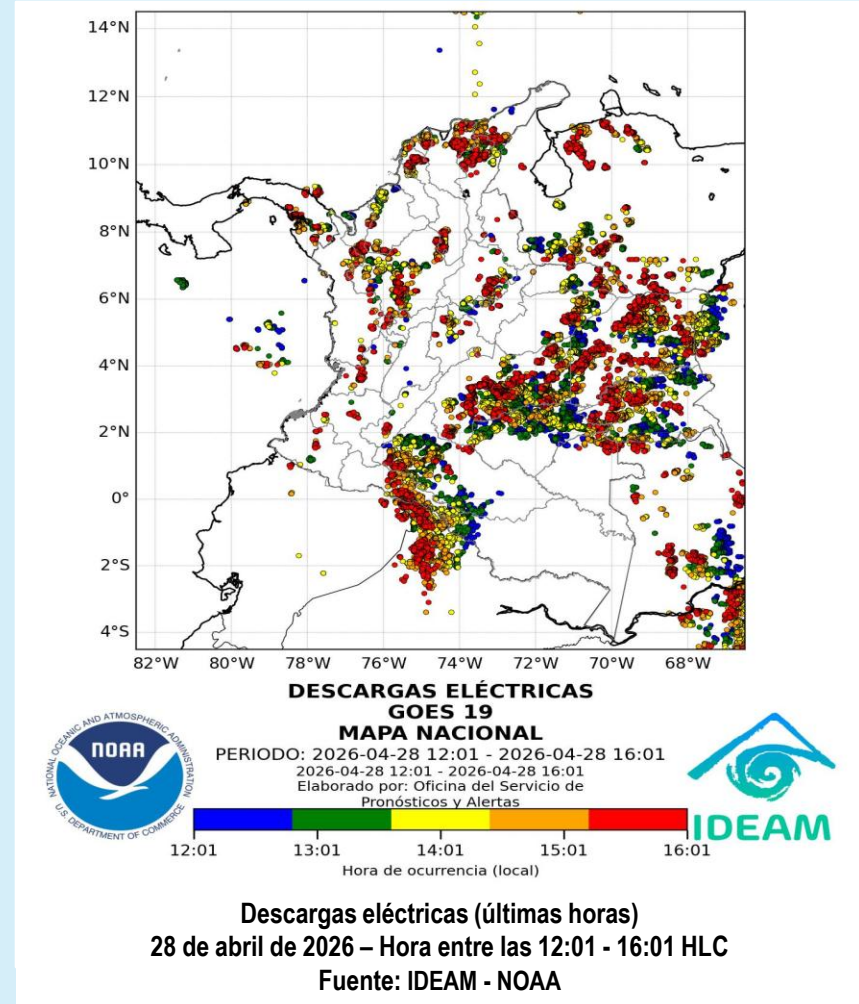 14°N
12°N
10°N
8°N
6°N
4°N
2°N
0°
2°S
4°S
82°W 80°W 78°W 76°W 74°W 72°W 70°W 68°W
DESCARGAS ELÉCTRICAS
GOES 19
MAPA NACIONAL
PERIODO: 2026-04-28 12:01 - 2026-04-28 16:01
2026-04-28 12:01 - 2026-04-28 16:01
Elaborado por: Oficina del Servicio de
Pronósticos y Alertas
NATIONAL OCEANIC AND ATMOSPHERIC ADMINISTRATION
NOAA
U.S. DEPARTMENT OF COMMERCE
IDEAM
12:01 13:01 14:01 15:01 16:01
Hora de ocurrencia (local)
Descargas eléctricas (últimas horas)
28 de abril de 2026 – Hora entre las 12:01 - 16:01 HLC
Fuente: IDEAM - NOAA